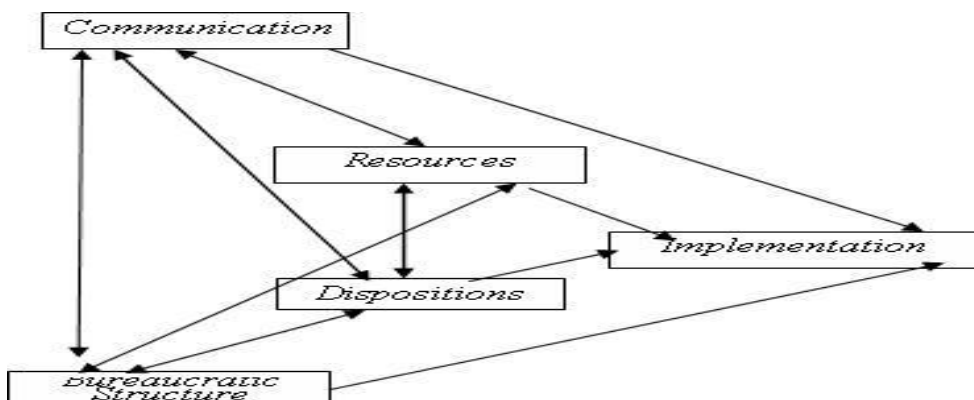 Communication
Resources
Implementation
Dispositions
Bureaucratic
Structure